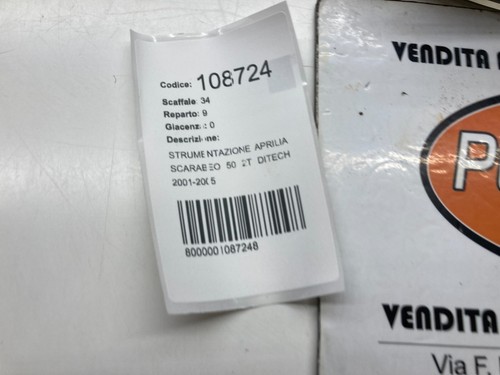 Codice: 108724
Scaffale: 34
Reparto: 9
Giacenza: 0
Descrizione:
STRUMENTAZIONE APRILIA
SCARABEO 50 2T DITECH
2001-2005
8000001087248
VENDITA
VENDITA
Via F.